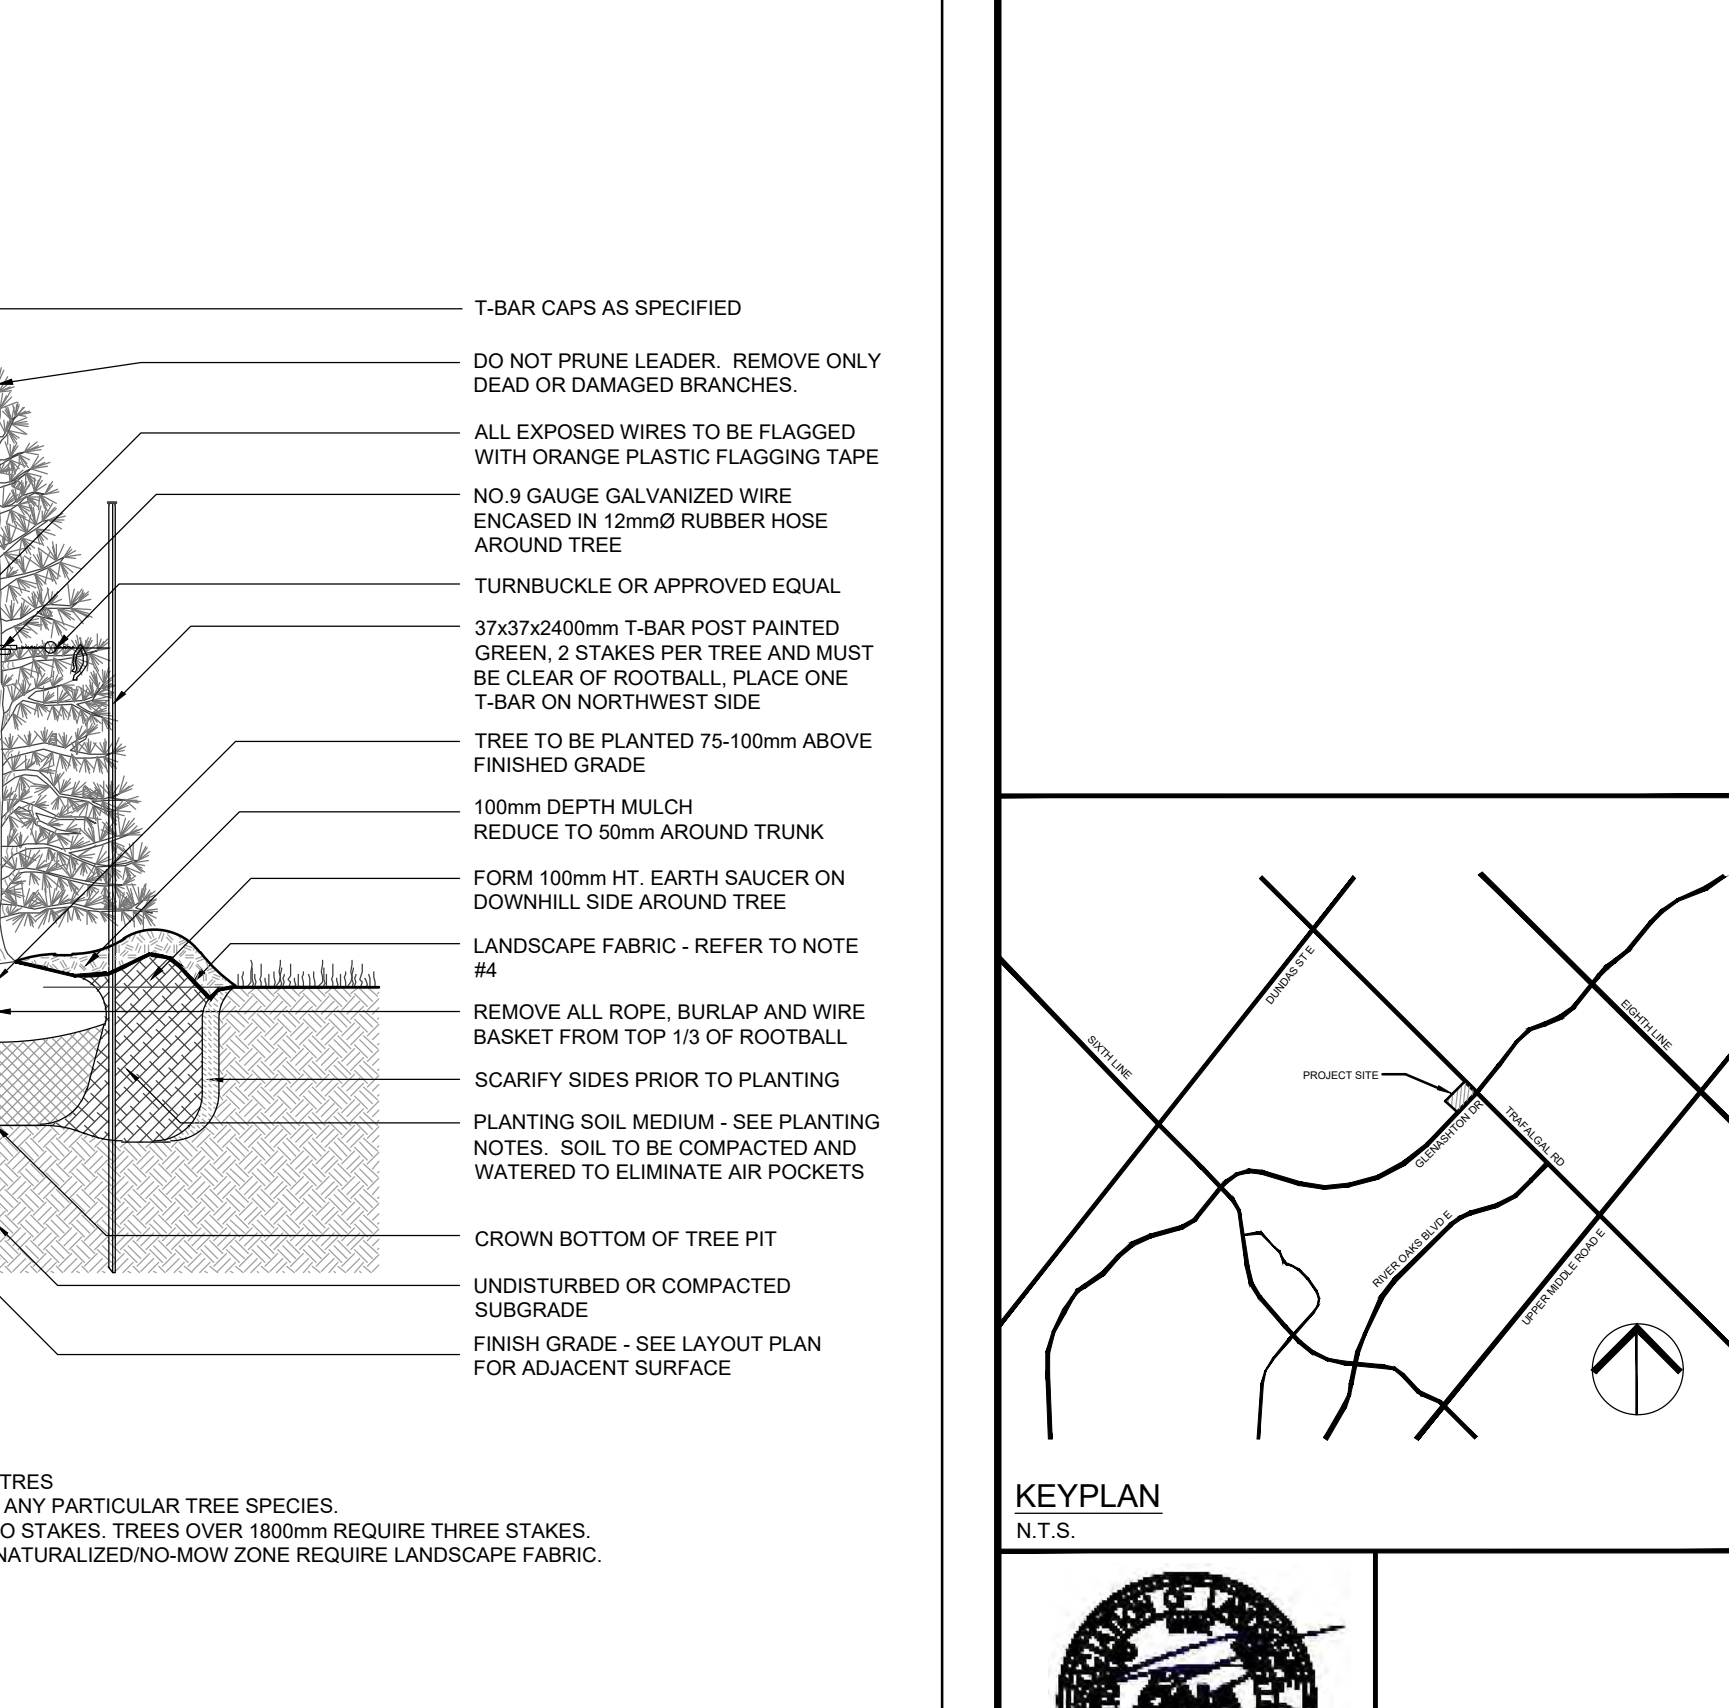 T-BAR CAPS AS SPECIFIED
DO NOT PRUNE LEADER.  REMOVE ONLY
DEAD OR DAMAGED BRANCHES.
ALL EXPOSED WIRES TO BE FLAGGED
WITH ORANGE PLASTIC FLAGGING TAPE
NO.9 GAUGE GALVANIZED WIRE
ENCASED IN 12mmØ RUBBER HOSE
AROUND TREE
TURNBUCKLE OR APPROVED EQUAL
37x37x2400mm T-BAR POST PAINTED
GREEN, 2 STAKES PER TREE AND MUST
BE CLEAR OF ROOTBALL, PLACE ONE
T-BAR ON NORTHWEST SIDE
TREE TO BE PLANTED 75-100mm ABOVE
FINISHED GRADE
100mm DEPTH MULCH
REDUCE TO 50mm AROUND TRUNK
FORM 100mm HT. EARTH SAUCER ON
DOWNHILL SIDE AROUND TREE
LANDSCAPE FABRIC - REFER TO NOTE
#4
REMOVE ALL ROPE, BURLAP AND WIRE
BASKET FROM TOP 1/3 OF ROOTBALL
SCARIFY SIDES PRIOR TO PLANTING
PLANTING SOIL MEDIUM - SEE PLANTING
NOTES.  SOIL TO BE COMPACTED AND
WATERED TO ELIMINATE AIR POCKETS
CROWN BOTTOM OF TREE PIT
UNDISTURBED OR COMPACTED
SUBGRADE
FINISH GRADE - SEE LAYOUT PLAN
FOR ADJACENT SURFACE
TRES
ANY PARTICULAR TREE SPECIES.
O STAKES. TREES OVER 1800mm REQUIRE THREE STAKES.
NATURALIZED/NO-MOW ZONE REQUIRE LANDSCAPE FABRIC.
DUNDAS ST E
EIGHTH LINE
SIXTH LINE
PROJECT SITE
GLENASHTON DR
TRAFALGAL RD
RIVER OAKS BLVD E
UPPER MIDDLE ROAD E
KEYPLAN
N.T.S.
OF